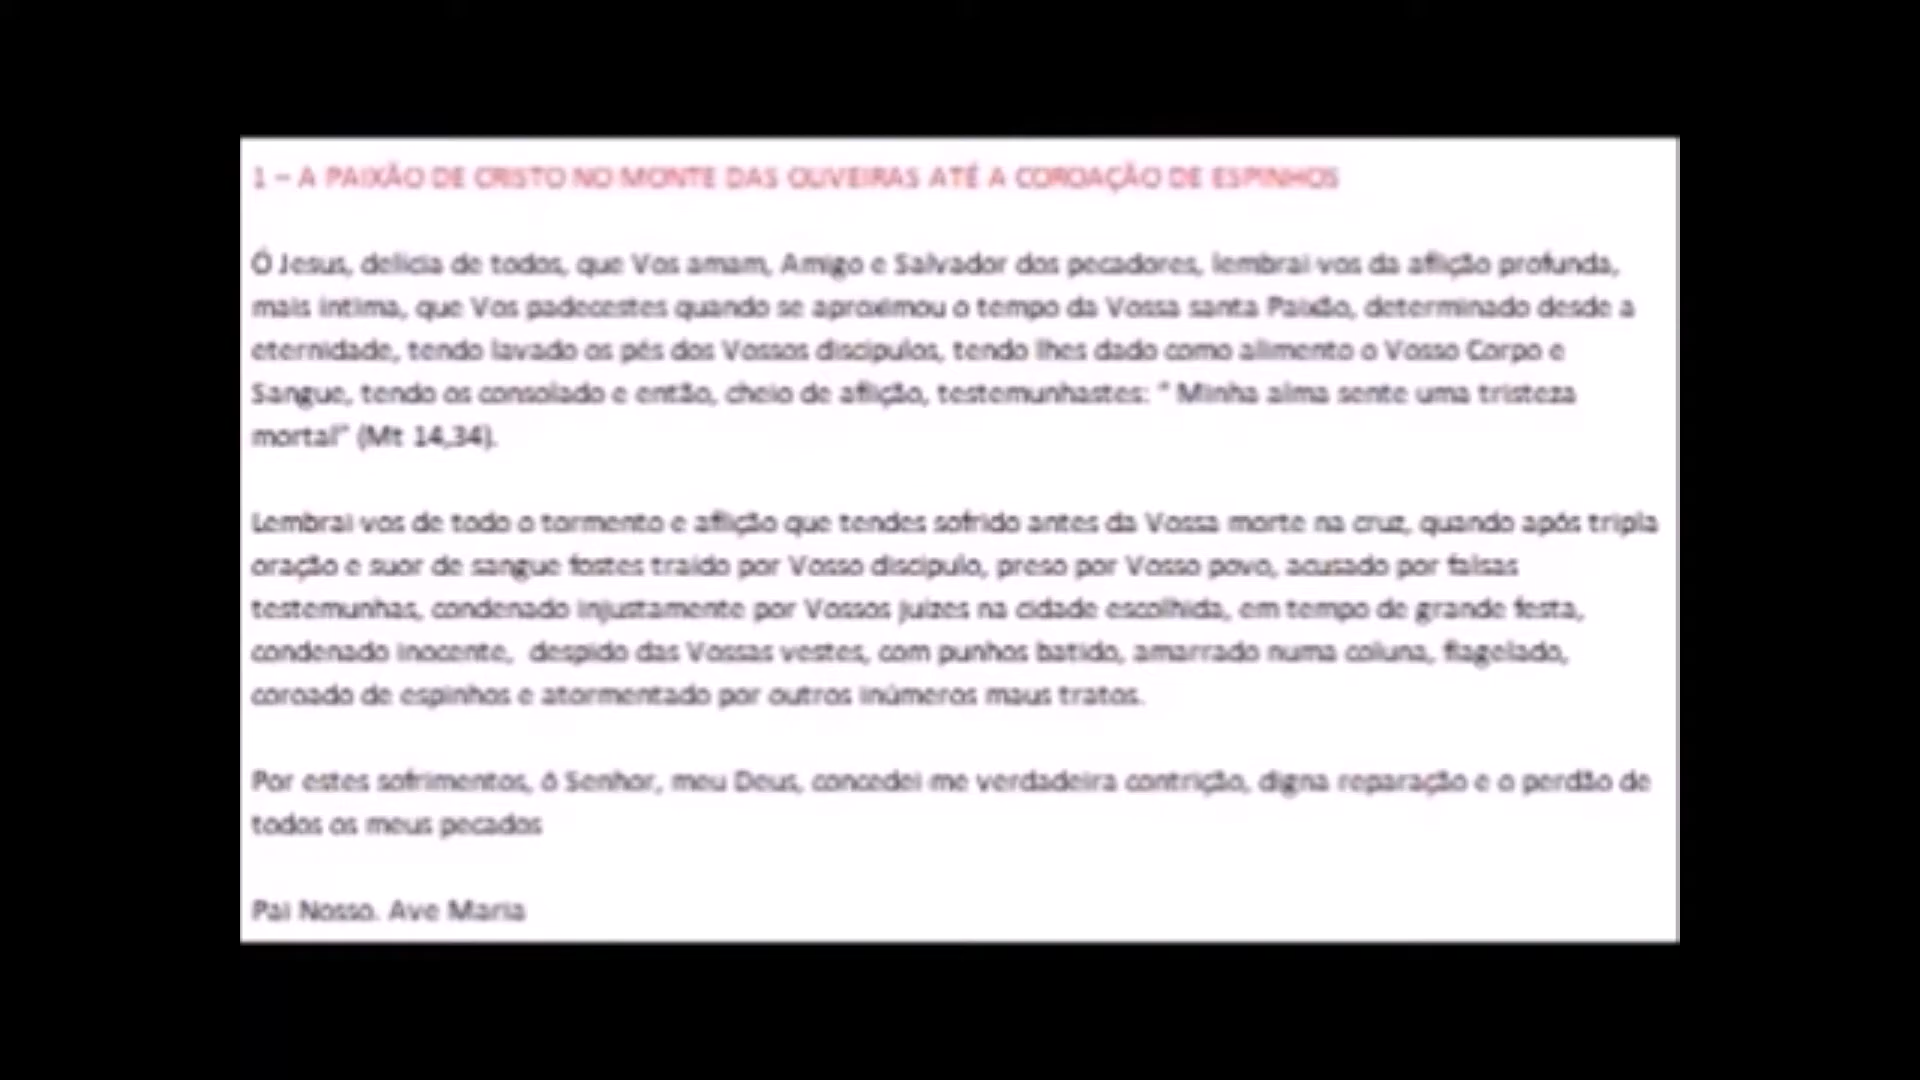 1 – A PAIXÃO DE CRISTO NO MONTE DAS OLIVEIRAS ATÉ A COROAÇÃO DE ESPINHOS
Ó Jesus, delicia de todos, que Vos amam, Amigo e Salvador dos pecadores, lembrai-vos da aflição profunda,
mais intima, que Vos padecestes quando se aproximou o tempo da Vossa santa Paixão, determinado desde a
eternidade, tendo lavado os pés dos Vossos discipulos, tendo lhes dado como alimento o Vosso Corpo e
Sangue, tendo os consolado e então, cheio de aflição, testemunhastes: " Minha alma sente uma tristeza
mortal" (Mt 14,34).
Lembrai-vos de todo o tormento e aflição que tendes sofrido antes da Vossa morte na cruz, quando após tripla
oração e suor de sangue fostes traido por Vosso discipulo, preso por Vosso povo, acusado por falsas
testemunhas, condenado injustamente por Vossos juizes na cidade escolhida, em tempo de grande festa,
condenado inocente,  despido das Vossas vestes, com punhos batido, amarrado numa coluna, flagelado,
coroado de espinhos e atormentado por outros inúmeros maus tratos.
Por estes sofrimentos, ó Senhor, meu Deus, concedei-me verdadeira contrição, digna reparação e o perdão de
todos os meus pecados
Pai Nosso. Ave Maria